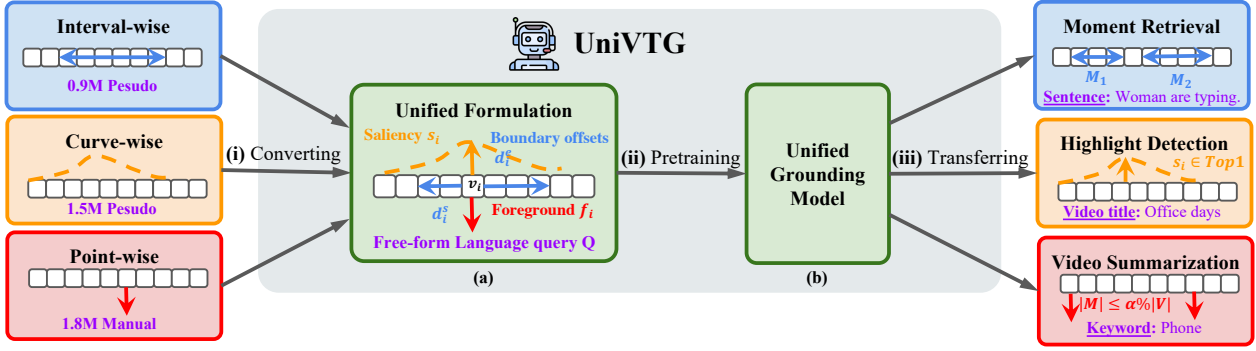 Interval-wise
0.9M Pesudo
Curve-wise
1.5M Pesudo
Point-wise
1.8M Manual
UniVTG
(i) Converting
Unified Formulation
Saliency s_i
Boundary offsets
d_i^e
v_i
d_i^s
Foreground f_i
Free-form Language query Q
(a)
(ii) Pretraining
Unified
Grounding
Model
(b)
(iii) Transferring
Moment Retrieval
M_1 M_2
Sentence: Woman are typing.
Highlight Detection
s_i ∈ Top1
Video title: Office days
Video Summarization
|M| ≤ α%|V|
Keyword: Phone